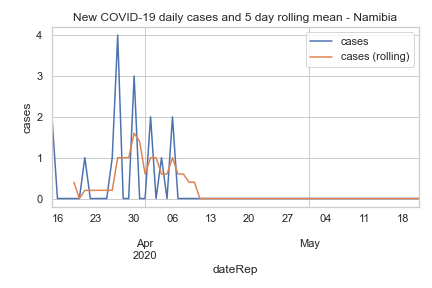 New COVID-19 daily cases and 5 day rolling mean - Namibia
cases
cases (rolling)
cases
4
3
2
1
0
16 23 30 06 13 20 27 04 11 18
Apr May
2020
dateRep